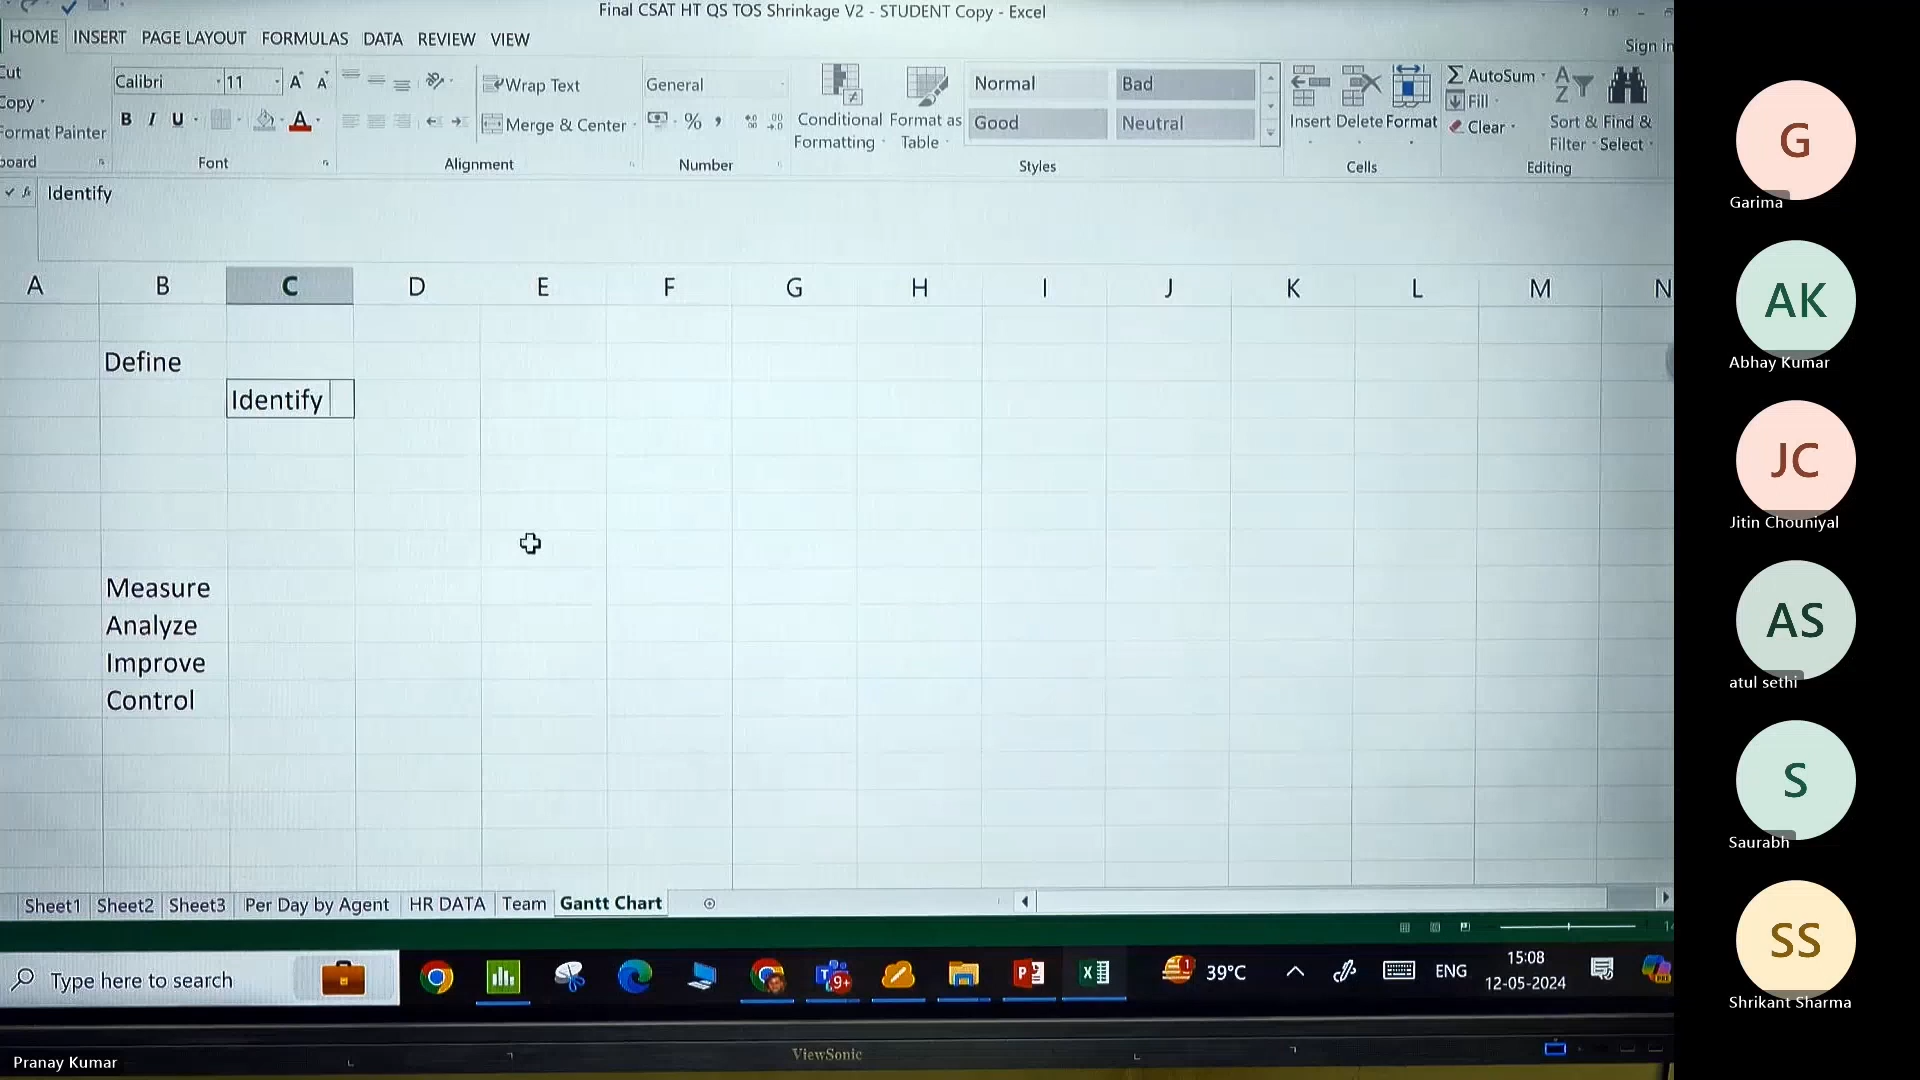 Final CSAT HT QS TOS Shrinkage V2 - STUDENT Copy - Excel
HOME INSERT PAGE LAYOUT FORMULAS DATA REVIEW VIEW
Sign in
Cut
Copy
Format Painter
board
Calibri 11
B I U
Font
Wrap Text
Merge & Center
Alignment
General
%
Number
Conditional Formatting
Format as Table
Normal Bad
Good Neutral
Styles
Insert Delete Format
Cells
AutoSum
Fill
Clear
Sort & Filter
Find & Select
Editing
Identify
A B C D E F G H I J K L M N
Define
Identify
Measure
Analyze
Improve
Control
Sheet1 Sheet2 Sheet3 Per Day by Agent HR DATA Team Gantt Chart
Type here to search
9+
1
39°C
ENG
15:08
12-05-2024
ViewSonic
Pranay Kumar
G
Garima
AK
Abhay Kumar
JC
Jitin Chouniyal
AS
atul sethi
S
Saurabh
SS
Shrikant Sharma